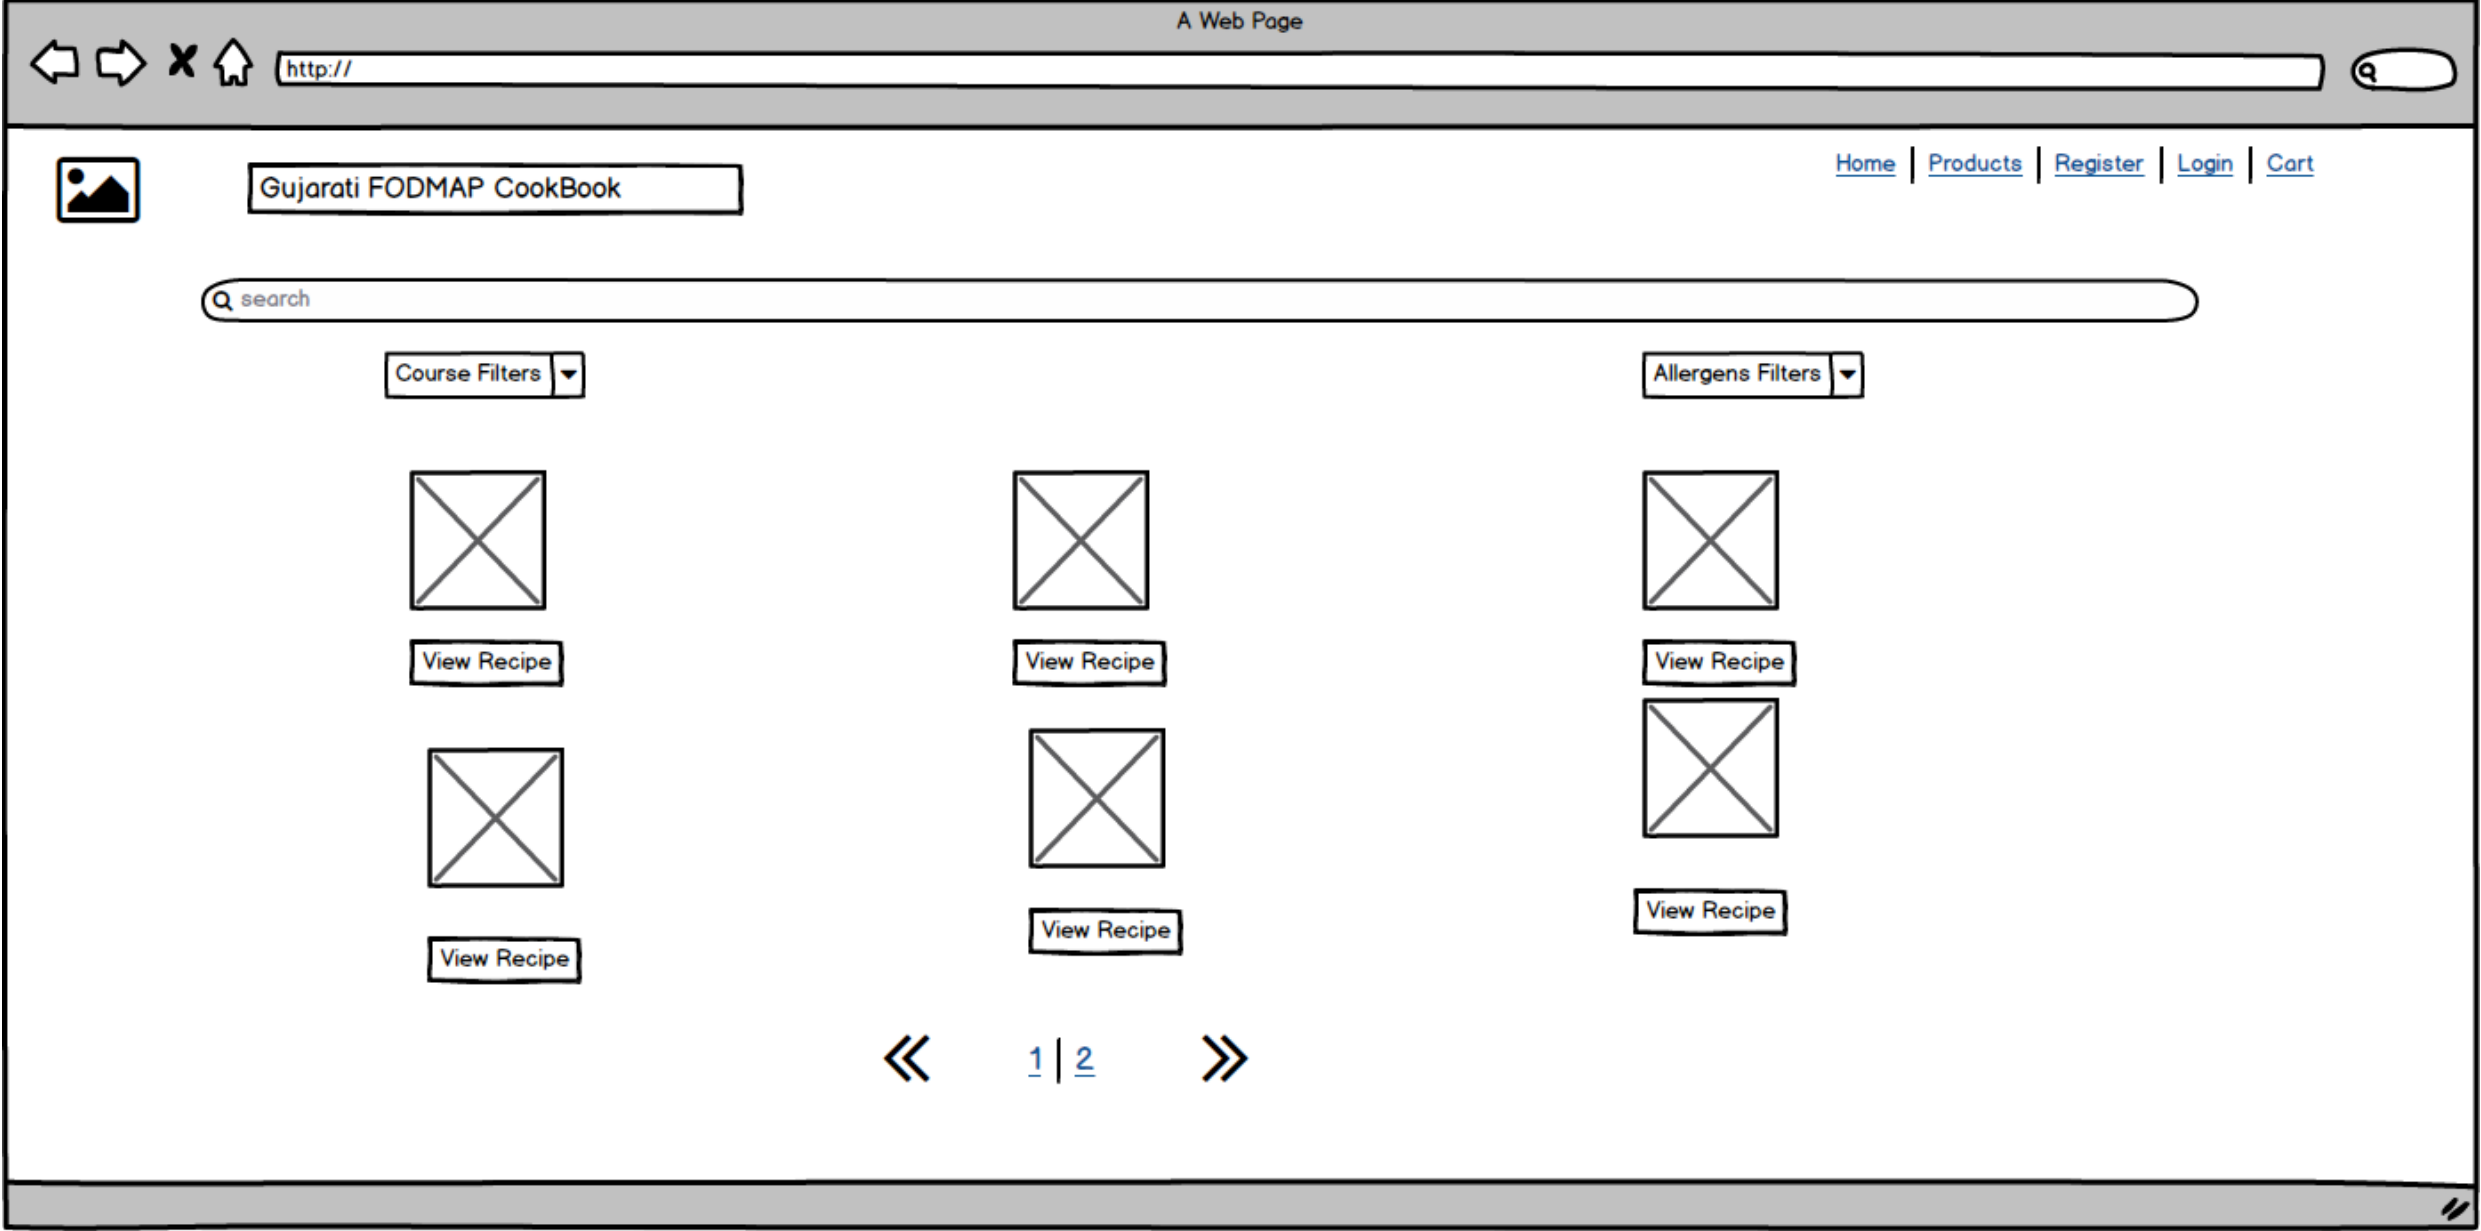 A Web Page
http://
Home Products Register Login Cart
Gujarati FODMAP CookBook
search
Course Filters Allergens Filters
View Recipe View Recipe View Recipe
View Recipe
View Recipe
View Recipe
1 2